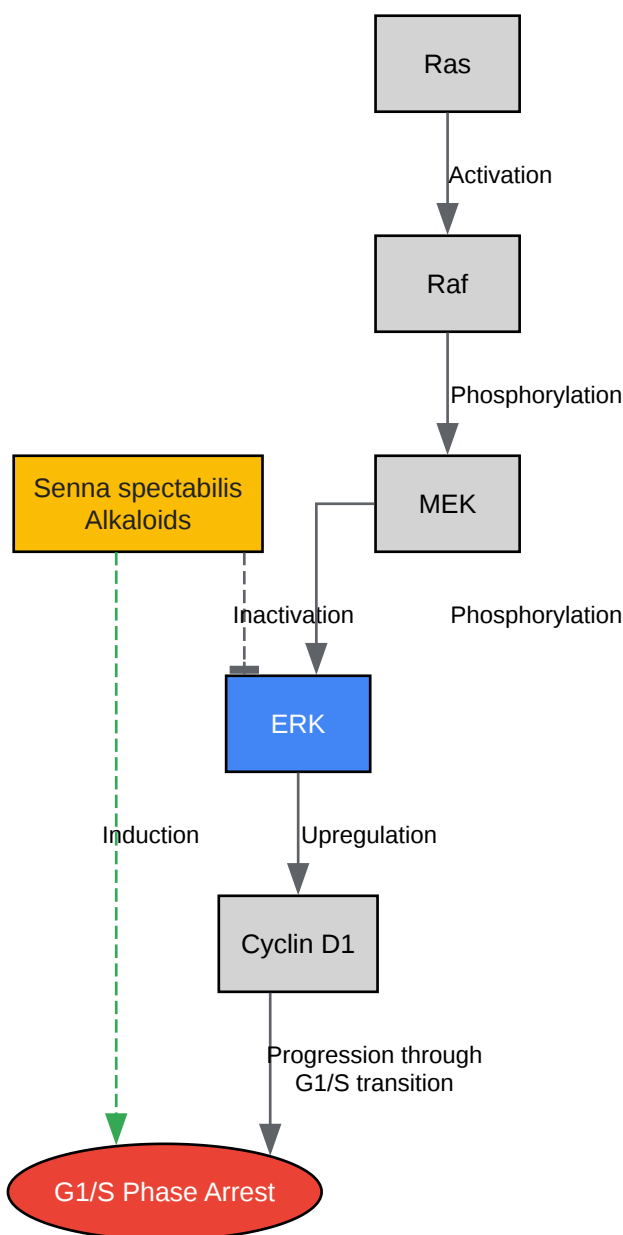 Ras
Activation
Raf
Phosphorylation
Senna spectabilis
Alkaloids
MEK
Inactivation
Phosphorylation
ERK
Induction
Upregulation
Cyclin D1
Progression through
G1/S transition
G1/S Phase Arrest